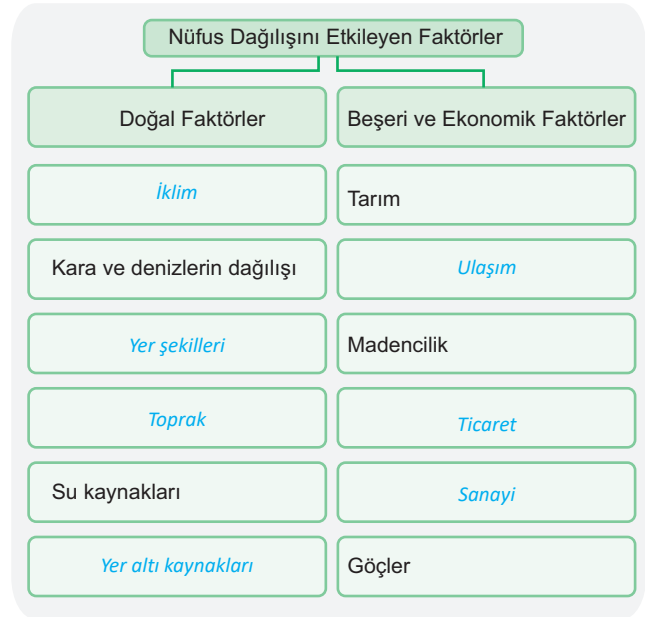 Nüfus Dağılışını Etkileyen Faktörler
Doğal Faktörler
Beşeri ve Ekonomik Faktörler
İklim
Tarım
Kara ve denizlerin dağılışı
Ulaşım
Yer şekilleri
Madencilik
Toprak
Ticaret
Su kaynakları
Sanayi
Yer altı kaynakları
Göçler